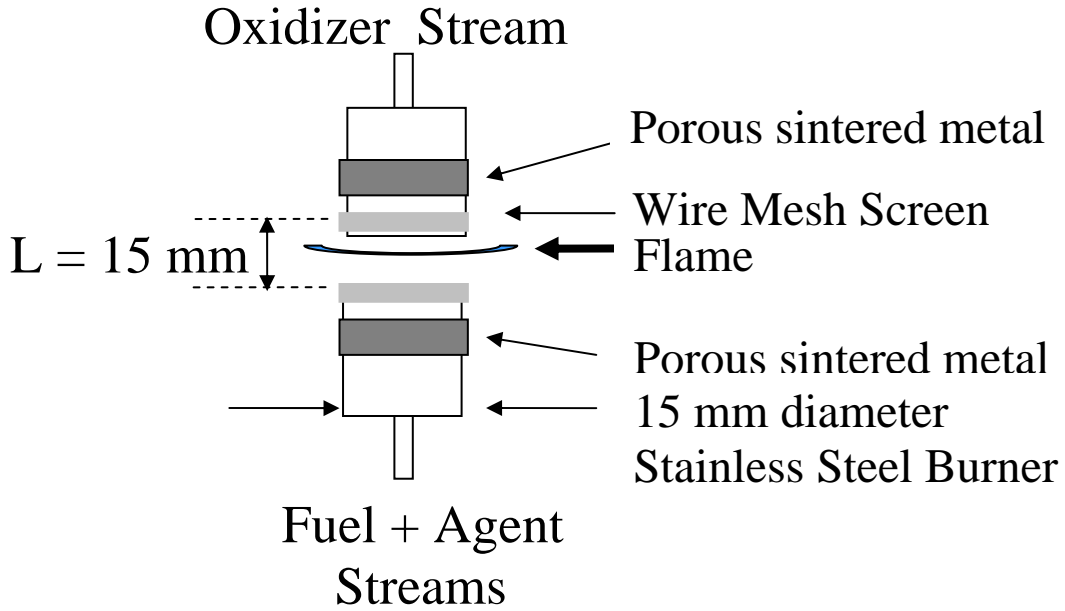 Oxidizer Stream
Porous sintered metal
Wire Mesh Screen
Flame
L = 15 mm
Porous sintered metal
15 mm diameter
Stainless Steel Burner
Fuel + Agent
Streams